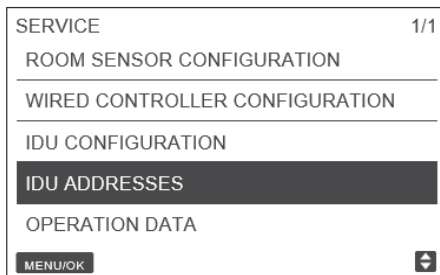 SERVICE 1/1
ROOM SENSOR CONFIGURATION
WIRED CONTROLLER CONFIGURATION
IDU CONFIGURATION
IDU ADDRESSES
OPERATION DATA
MENU/OK